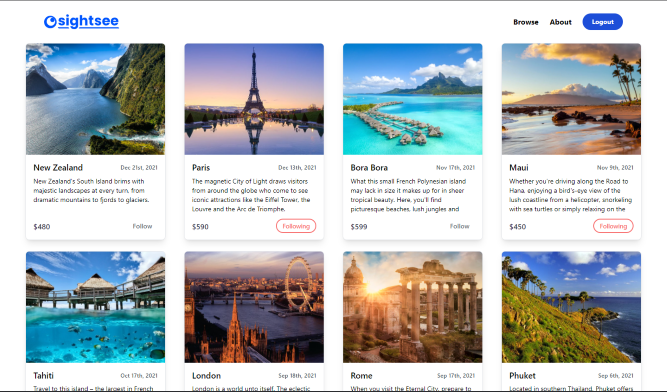 sightsee
Browse About Logout
New Zealand Dec 21st, 2021
New Zealand's South Island brims with
majestic landscapes at every turn, from
dramatic mountains to fjords to glaciers.
$480 Follow
Paris Dec 13th, 2021
The magnetic City of Light draws visitors
from around the globe who come to see
iconic attractions like the Eiffel Tower, the
Louvre and the Arc de Triomphe.
$590 Following
Bora Bora Nov 17th, 2021
What this small French Polynesian island
may lack in size it makes up for in sheer
tropical beauty. Here, you'll find
picturesque beaches, lush jungles and
$599 Follow
Maui Nov 9th, 2021
Whether you're driving along the Road to
Hana, enjoying a bird's-eye view of the
lush coastline from a helicopter, snorkeling
with sea turtles or simply relaxing on the
$450 Following
Tahiti Oct 17th, 2021
Travel to this island – the largest in French
London Sep 18th, 2021
London is a world unto itself. The eclectic
Rome Sep 17th, 2021
When you visit the Eternal City, prepare to
Phuket Sep 6th, 2021
Located in southern Thailand, Phuket offers